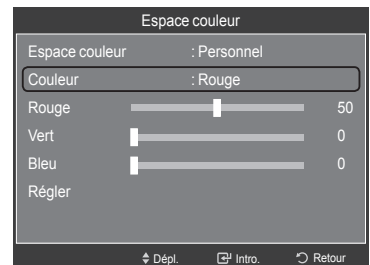 Espace couleur
Espace couleur : Personnel
Couleur : Rouge
Rouge 50
Vert 0
Bleu 0
Régler
Dépl. Intro. Retour